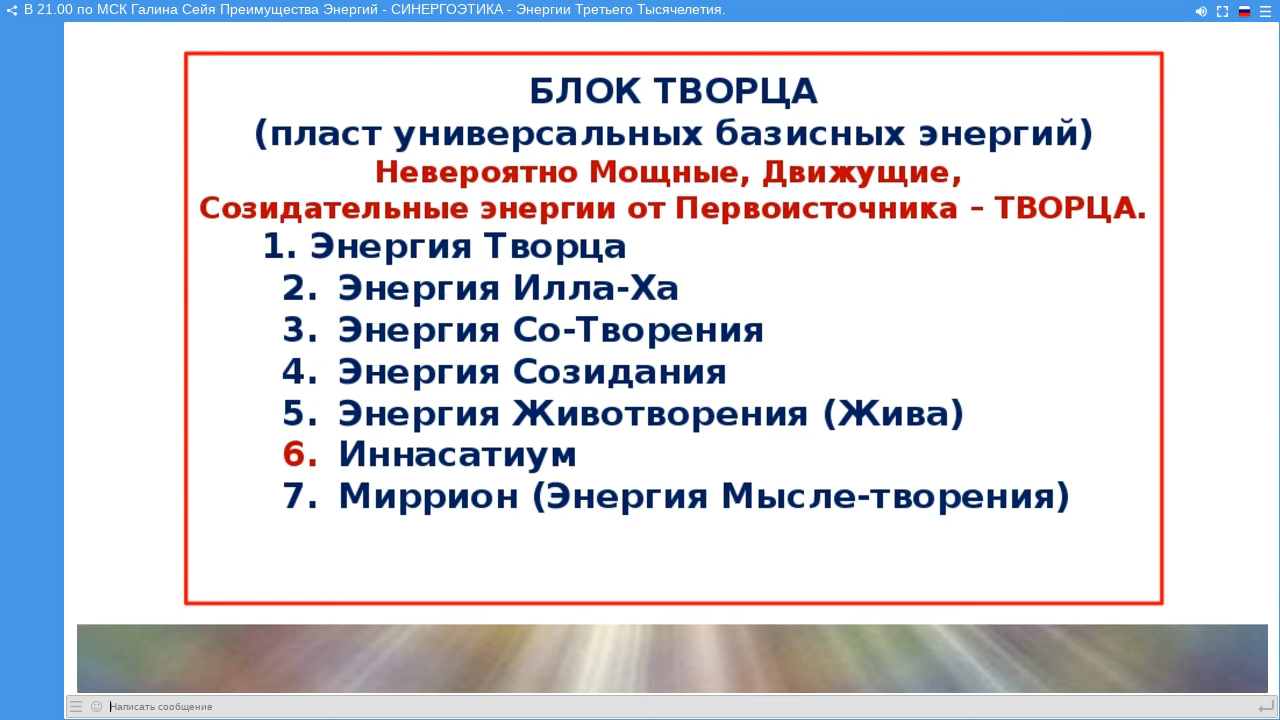 В 21.00 по МСК Галина Сейя Преимущества Энергий - СИНЕРГОЭТИКА - Энергии Третьего Тысячелетия.
БЛОК ТВОРЦА
(пласт универсальных базисных энергий)
Невероятно Мощные, Движущие,
Созидательные энергии от Первоисточника – ТВОРЦА.
1. Энергия Творца
2. Энергия Илла-Ха
3. Энергия Со-Творения
4. Энергия Созидания
5. Энергия Животворения (Жива)
6. Иннасатиум
7. Миррион (Энергия Мысле-творения)
Написать сообщение